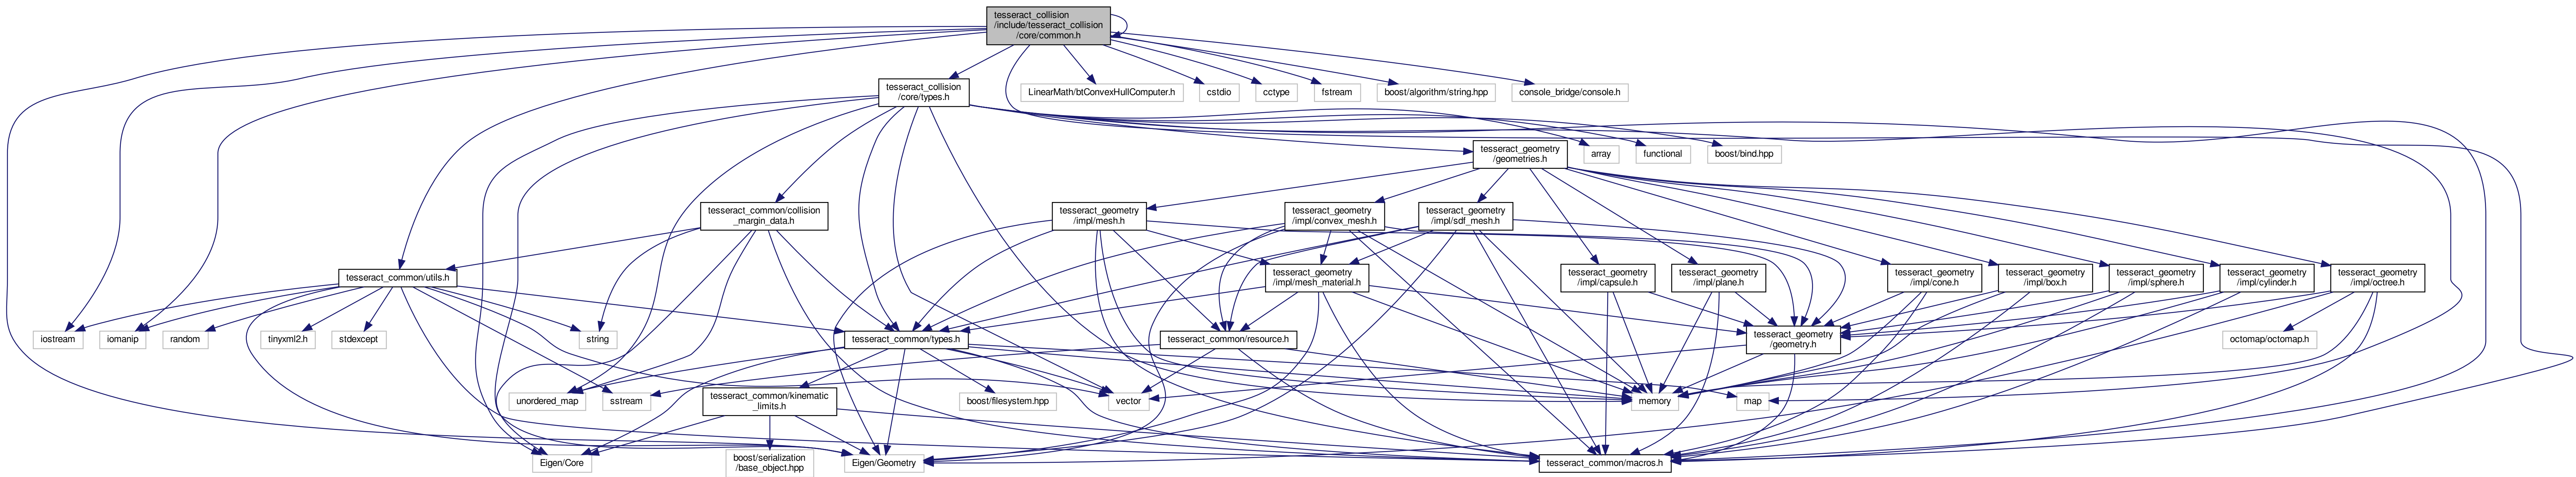 tesseract_collision
/include/tesseract_collision
/core/common.h
tesseract_collision
/core/types.h
LinearMath/btConvexHullComputer.h
cstdio
cctype
fstream
boost/algorithm/string.hpp
console_bridge/console.h
tesseract_geometry
/geometries.h
array
functional
boost/bind.hpp
tesseract_common/collision
_margin_data.h
tesseract_geometry
/impl/mesh.h
tesseract_geometry
/impl/convex_mesh.h
tesseract_geometry
/impl/sdf_mesh.h
tesseract_common/utils.h
tesseract_geometry
/impl/mesh_material.h
tesseract_geometry
/impl/capsule.h
tesseract_geometry
/impl/plane.h
tesseract_geometry
/impl/cone.h
tesseract_geometry
/impl/box.h
tesseract_geometry
/impl/sphere.h
tesseract_geometry
/impl/cylinder.h
tesseract_geometry
/impl/octree.h
iostream
iomanip
random
tinyxml2.h
stdexcept
string
tesseract_common/types.h
tesseract_common/resource.h
tesseract_geometry
/geometry.h
octomap/octomap.h
unordered_map
sstream
tesseract_common/kinematic
_limits.h
boost/filesystem.hpp
vector
memory
map
Eigen/Core
boost/serialization
/base_object.hpp
Eigen/Geometry
tesseract_common/macros.h